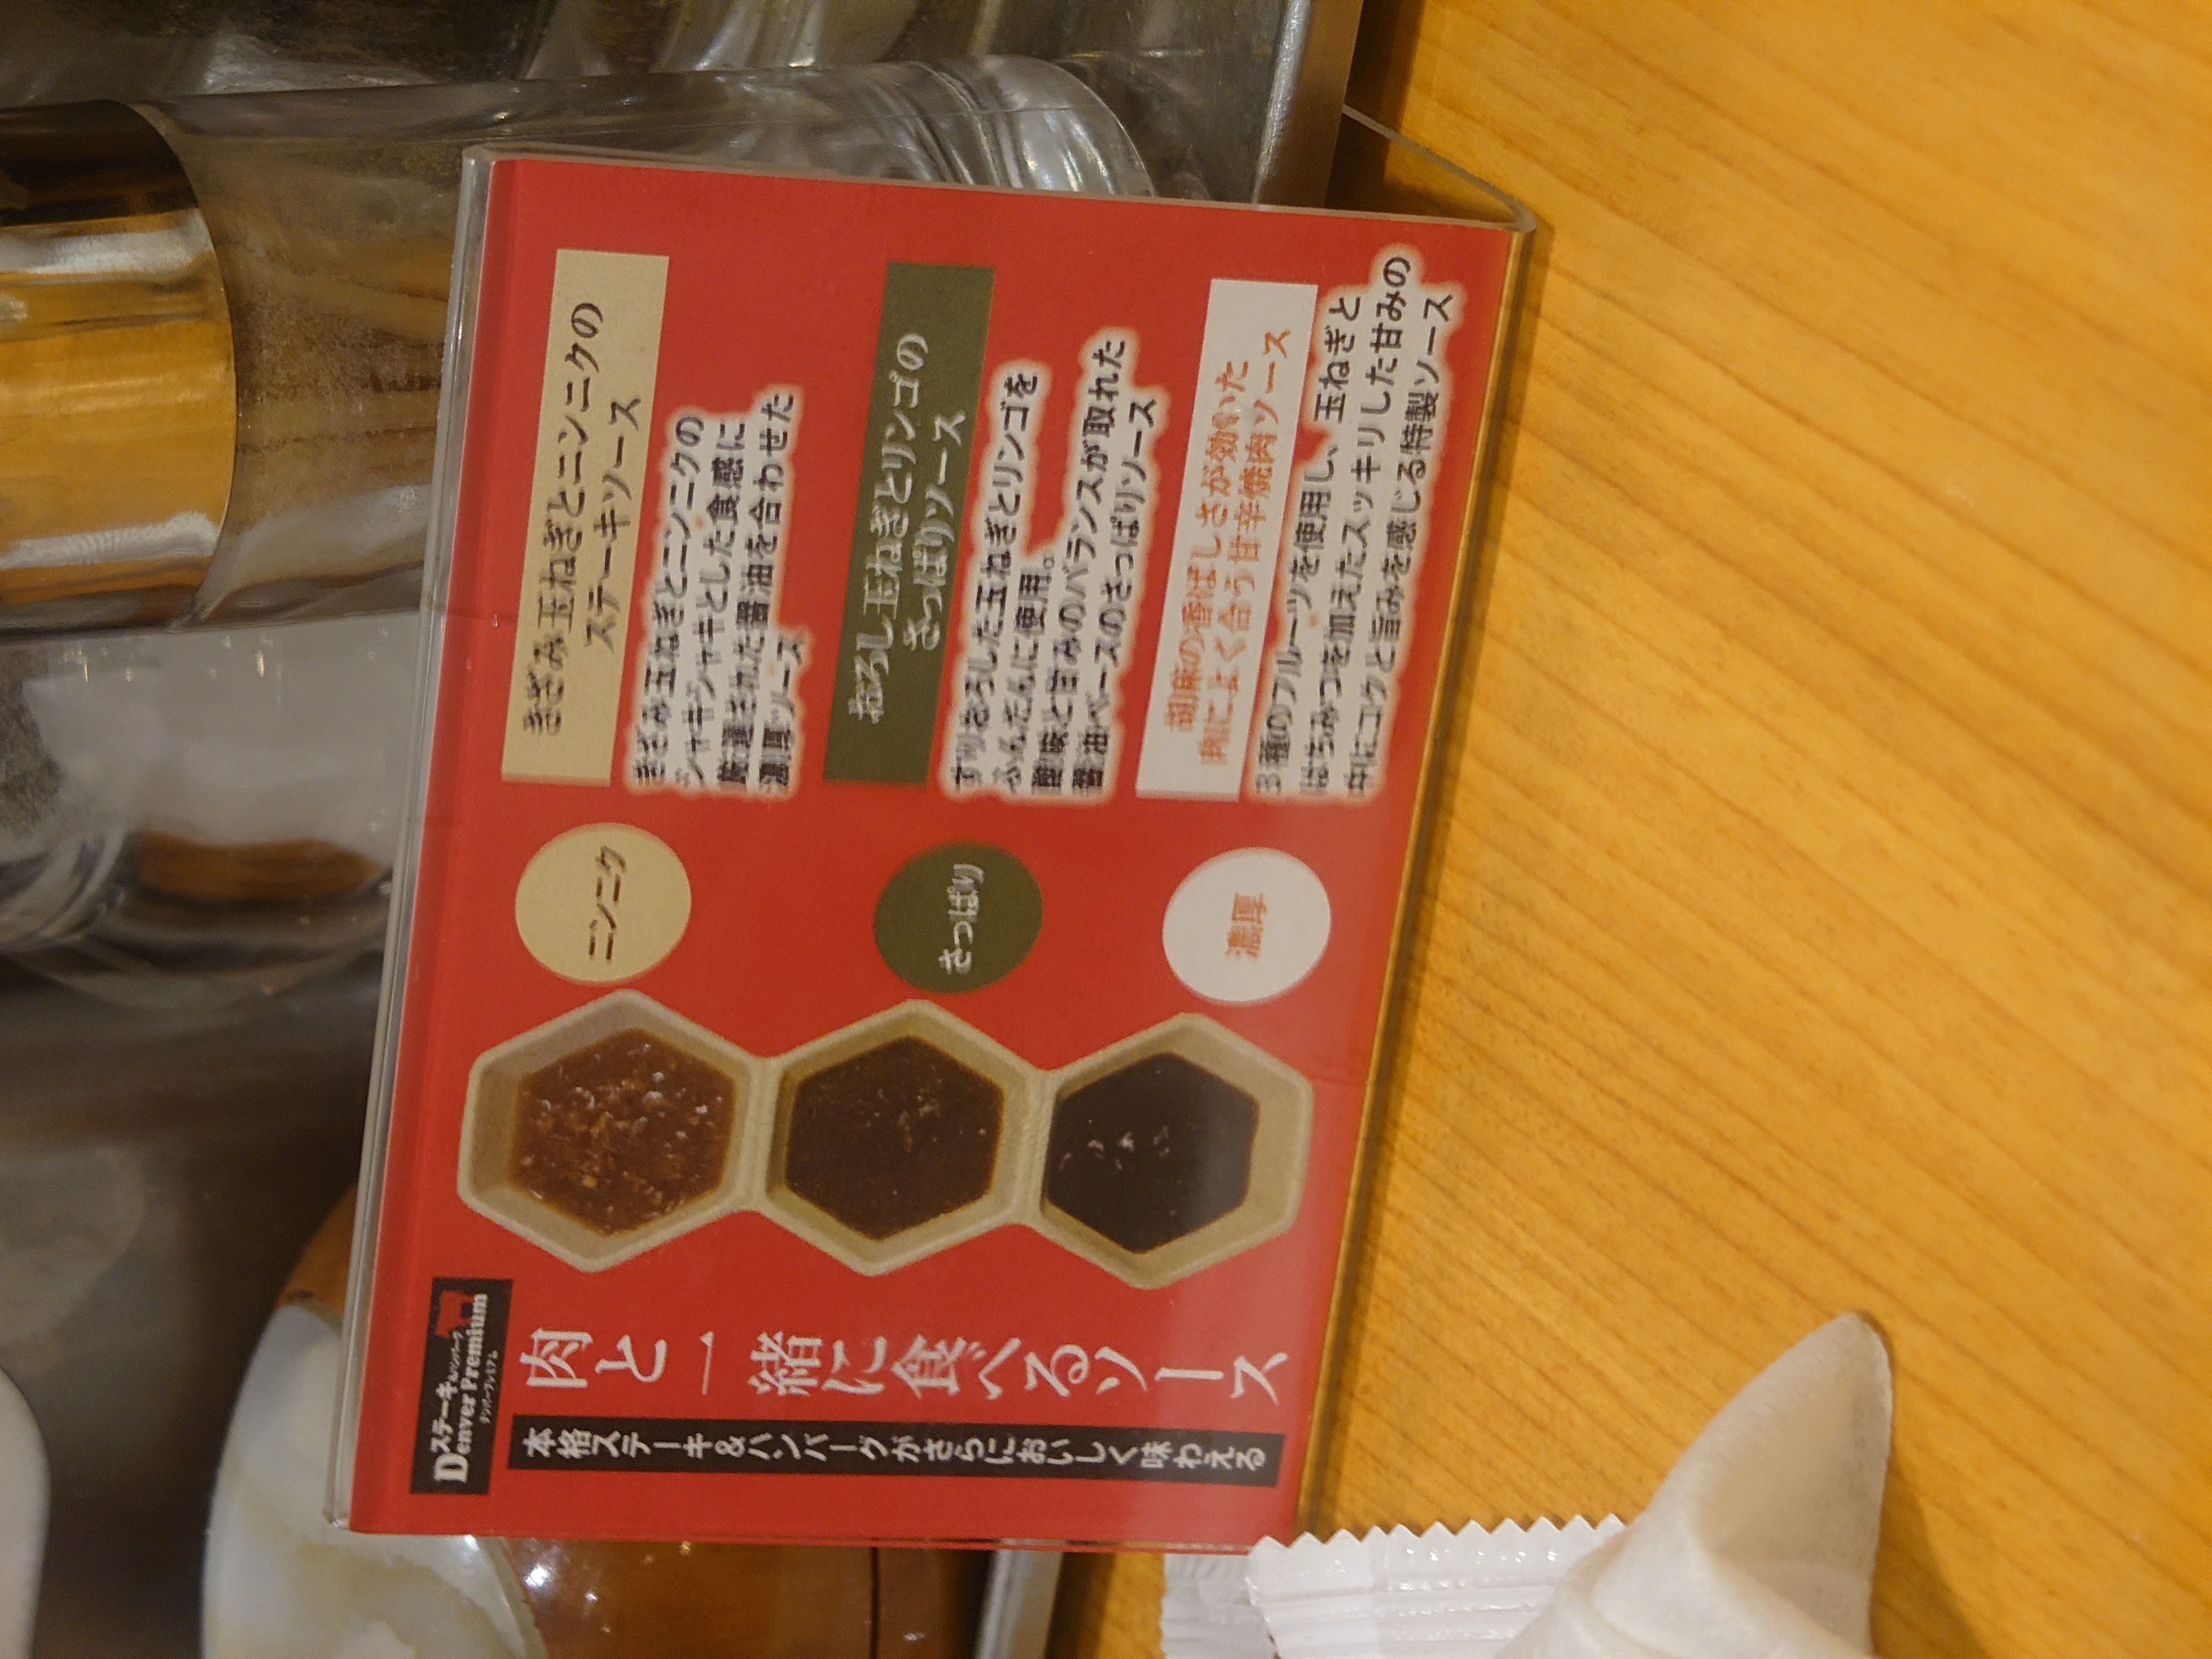 ステーキ&ハンバーグ
Denver Premium
デンバープレミアム
本格ステーキ&ハンバーグがさらにおいしく味わえる
肉と一緒に食べるソース
ニンニク
きざみ玉ねぎとニンニクの
ステーキソース
きざみ玉ねぎとニンニクの
シャキシャキとした食感に
厳選された醤油を合わせた
濃厚ソース
さっぱり
おろし玉ねぎとリンゴの
さっぱりソース
すりおろした玉ねぎとリンゴを
ふんだんに使用。
酸味と甘みのバランスが取れた
醤油ベースのさっぱりソース
濃厚
胡麻の香ばしさが効いた
肉によく合う甘辛焼肉ソース
3種のフルーツを使用し、玉ねぎと
はちみつを加えたスッキリした甘みの
中にコクと旨みを感じる特製ソース